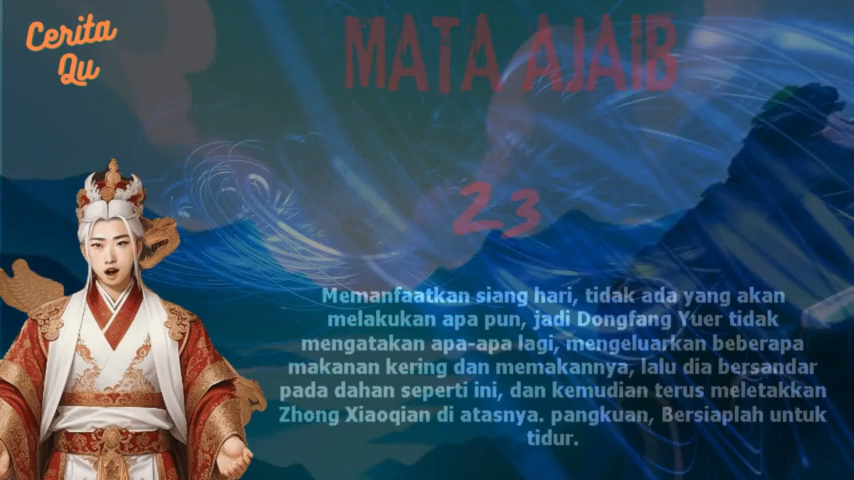 Cerita
Qu
MATA AJAIB
23
Memanfaatkan siang hari, tidak ada yang akan
melakukan apa pun, jadi Dongfang Yuer tidak
mengatakan apa-apa lagi, mengeluarkan beberapa
makanan kering dan memakannya, lalu dia bersandar
pada dahan seperti ini, dan kemudian terus meletakkan
Zhong Xiaoqian di atasnya. pangkuan, Bersiaplah untuk
tidur.